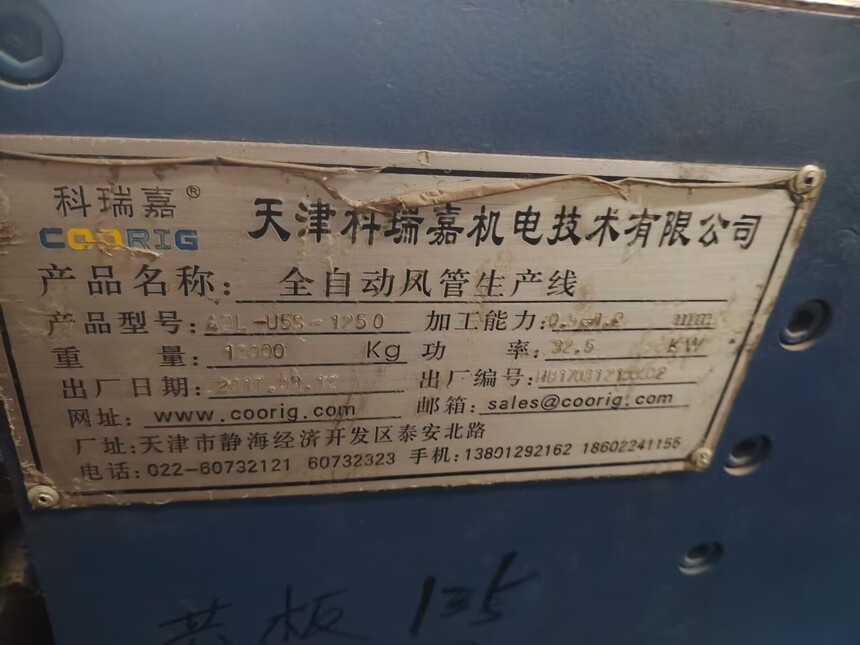 科瑞嘉®
COORIG
天津科瑞嘉机电技术有限公司
产品名称: 全自动风管生产线
产品型号: -U5S-1250 加工能力: mm
重 量: Kg 功 率: 32.5 KW
出厂日期: 出厂编号:
网址: www.coorig.com 邮箱: sales@coorig.com
厂址:天津市静海经济开发区泰安北路
电话:022-60732121 60732323 手机:13801292162 18602241155
板 135